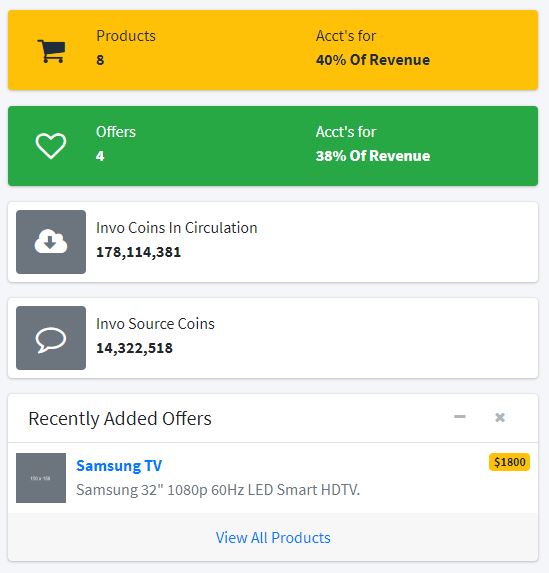 Products
8
Acct's for
40% Of Revenue
Offers
4
Acct's for
38% Of Revenue
Invo Coins In Circulation
178,114,381
Invo Source Coins
14,322,518
Recently Added Offers
Samsung TV
$1800
Samsung 32" 1080p 60Hz LED Smart HDTV.
View All Products